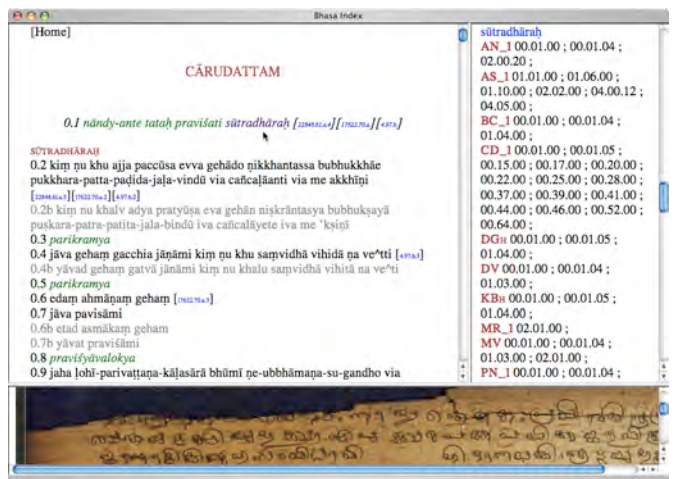 Bhasa Index
[Home]
CĀRUDATTAM
0.1 nāndy-ante tataḥ praviśati sūtradhāraḥ
SŪTRADHĀRAḤ
0.2 kiṃ ṇu khu ajja paccūsa evva gehādo ṇikkhantassa bubhukkhāe
pukkhara-patta-paḍida-jaḷa-vindū via cañcaḷāanti via me akkhīṇi
0.2b kiṃ nu khalv adya pratyūṣa eva gehān niṣkrāntasya bubhukṣayā
puṣkara-patra-patita-jala-bindū iva cañcalāyete iva me ’kṣiṇī
0.3 parikramya
0.4 jāva gehaṃ gacchia jāṇāmi kiṃ ṇu khu saṃvidhā vihidā ṇa ve^tti
0.4b yāvad gehaṃ gatvā jānāmi kiṃ nu khalu saṃvidhā vihitā na ve^ti
0.5 parikramya
0.6 edaṃ ahmāṇaṃ gehaṃ
0.7 jāva pavisāmi
0.6b etad asmākaṃ geham
0.7b yāvat praviśāmi
0.8 praviśyāvalokya
0.9 jaha ḷohī-parivaṭṭaṇa-kāḷasārā bhūmī ṇe-ubbhāmaṇa-su-gandho via
sūtradhāraḥ
AN_1 00.01.00 ; 00.01.04 ;
02.00.20 ;
AS_1 01.01.00 ; 01.06.00 ;
01.10.00 ; 02.02.00 ; 04.00.12 ;
04.05.00 ;
BC_1 00.01.00 ; 00.01.04 ;
01.04.00 ;
CD_1 00.01.00 ; 00.01.05 ;
00.15.00 ; 00.17.00 ; 00.20.00 ;
00.22.00 ; 00.25.00 ; 00.28.00 ;
00.37.00 ; 00.39.00 ; 00.41.00 ;
00.44.00 ; 00.46.00 ; 00.52.00 ;
00.64.00 ;
DGH 00.01.00 ; 00.01.05 ;
01.04.00 ;
DV 00.01.00 ; 00.01.04 ;
01.03.00 ;
KBH 00.01.00 ; 00.01.05 ;
01.04.00 ;
MR_1 02.01.00 ;
MV 00.01.00 ; 00.01.04 ;
01.03.00 ; 02.01.00 ;
PN_1 00.01.00 ; 00.01.04 ;